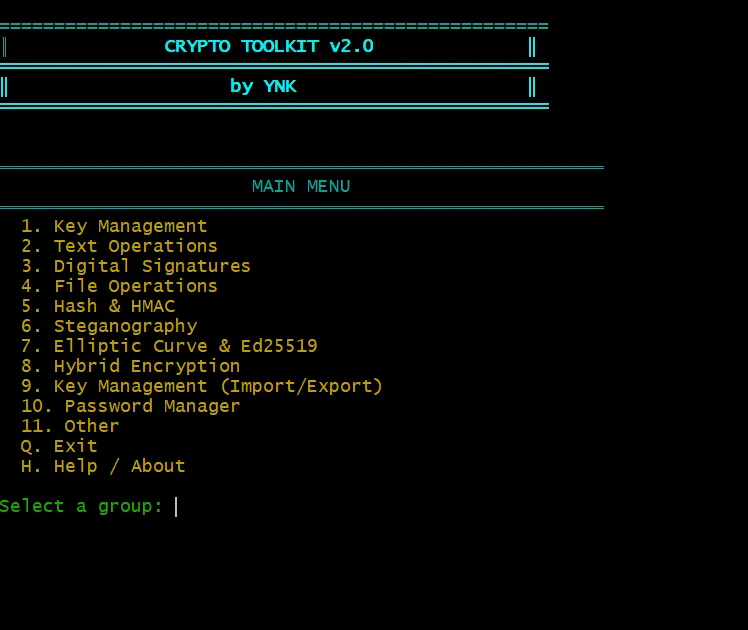 CRYPTO TOOLKIT v2.0
by YNK
MAIN MENU
1. Key Management
2. Text Operations
3. Digital Signatures
4. File Operations
5. Hash & HMAC
6. Steganography
7. Elliptic Curve & Ed25519
8. Hybrid Encryption
9. Key Management (Import/Export)
10. Password Manager
11. Other
Q. Exit
H. Help / About
Select a group: